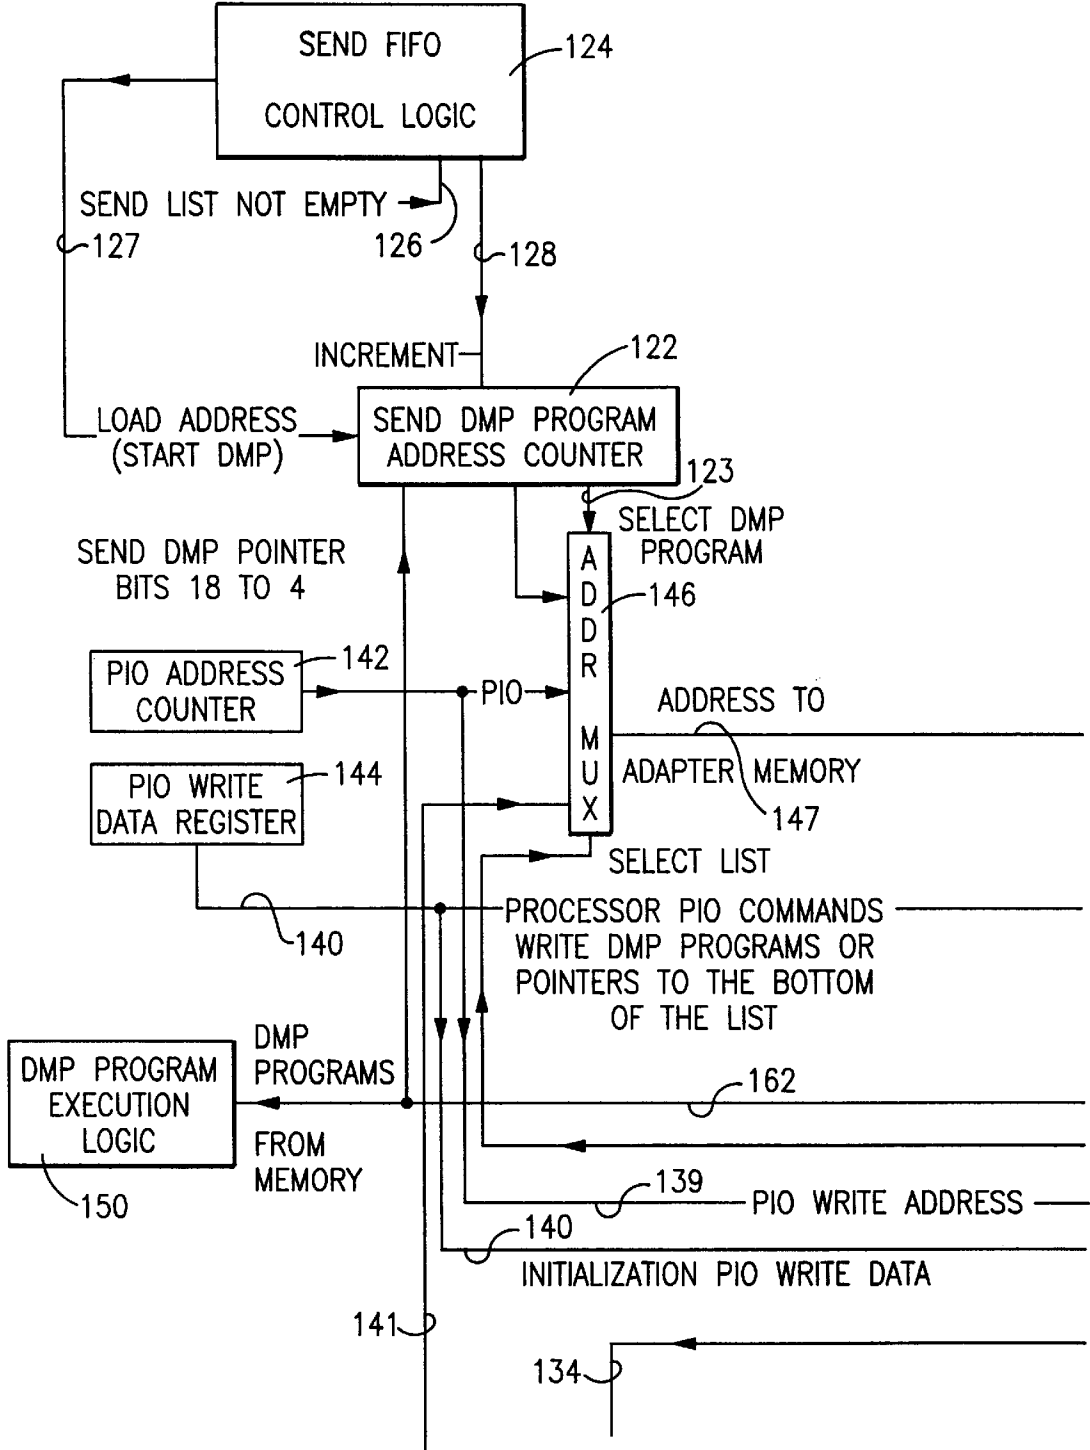 SEND FIFO
CONTROL LOGIC
124
SEND LIST NOT EMPTY
127
126
128
INCREMENT
122
LOAD ADDRESS
(START DMP)
SEND DMP PROGRAM
ADDRESS COUNTER
123
SELECT DMP
PROGRAM
SEND DMP POINTER
BITS 18 TO 4
ADDR MUX
146
PIO ADDRESS
COUNTER
142
PIO
ADDRESS TO
ADAPTER MEMORY
147
PIO WRITE
DATA REGISTER
144
SELECT LIST
140
PROCESSOR PIO COMMANDS
WRITE DMP PROGRAMS OR
POINTERS TO THE BOTTOM
OF THE LIST
DMP PROGRAM
EXECUTION
LOGIC
150
DMP
PROGRAMS
FROM
MEMORY
162
139
PIO WRITE ADDRESS
140
INITIALIZATION PIO WRITE DATA
141
134